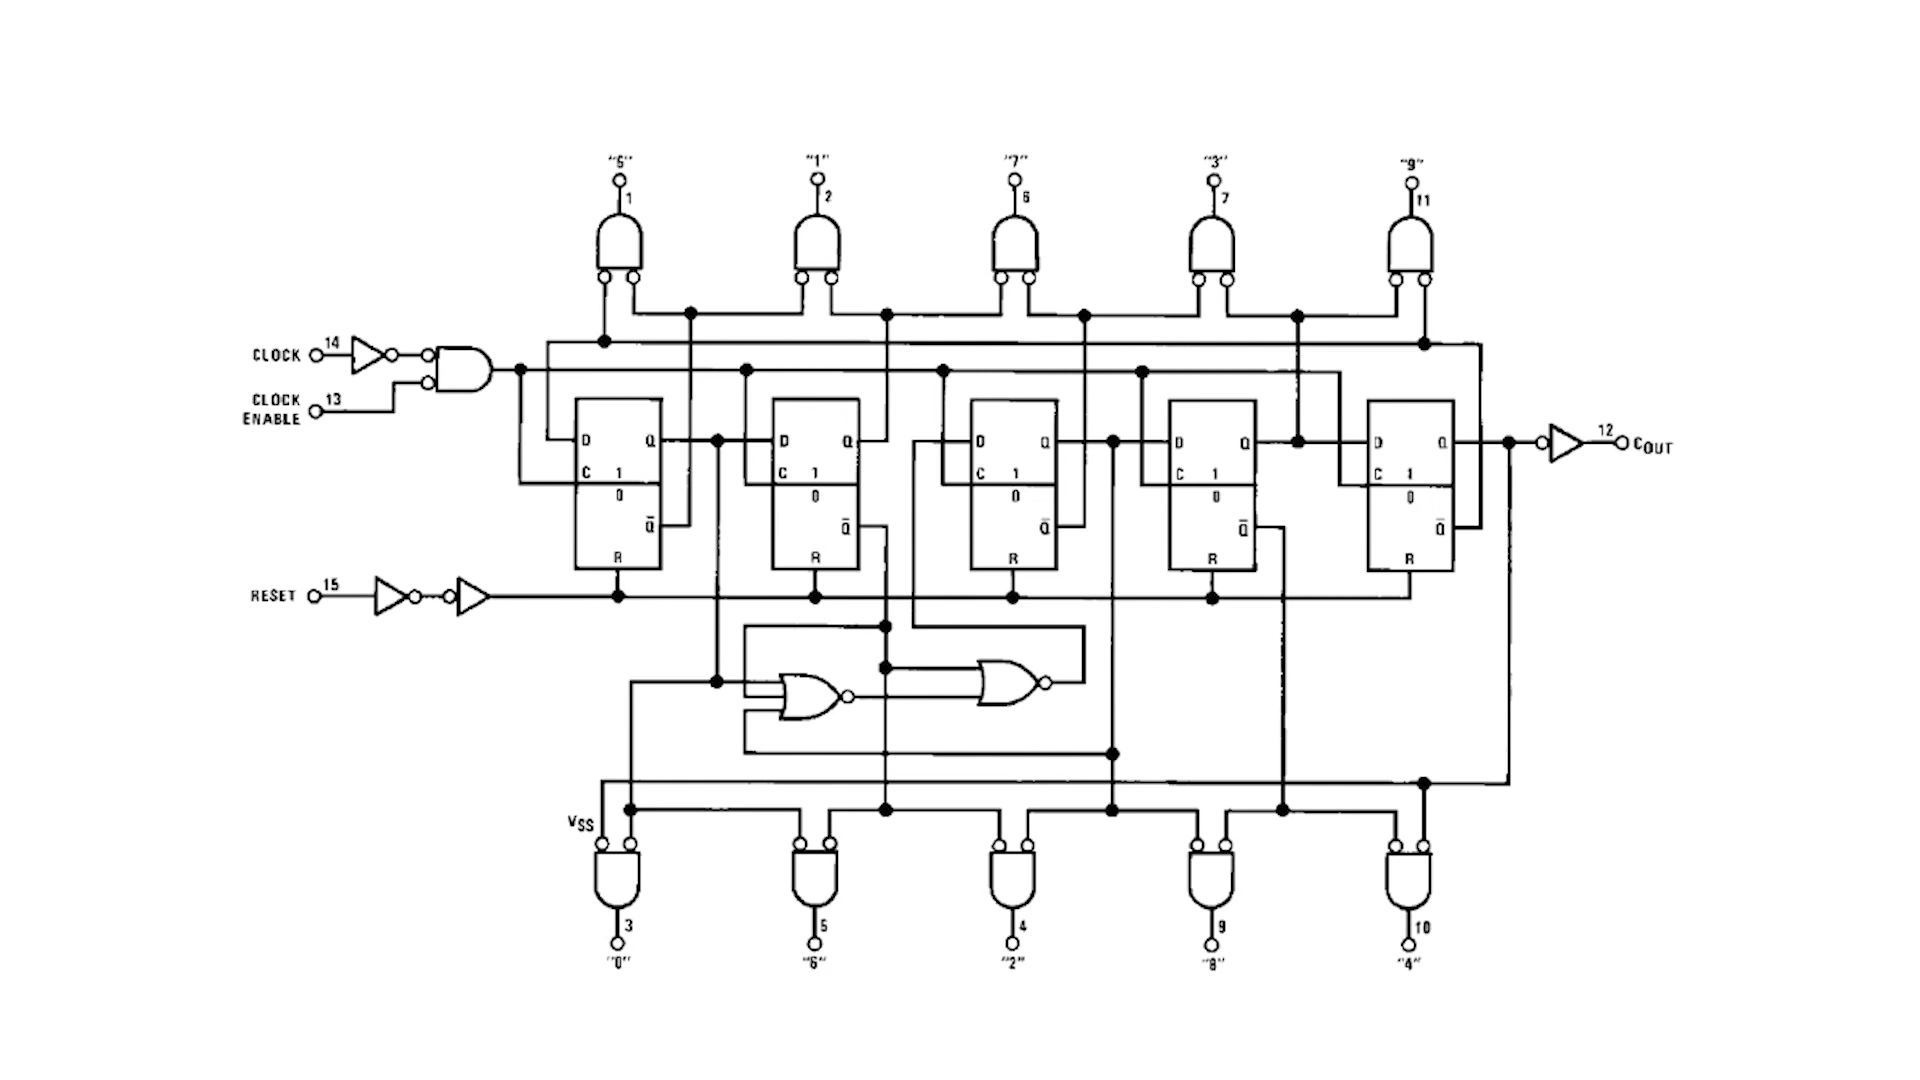 "5" "1" "7" "3" "9"
1 2 6 7 11
CLOCK 14
CLOCK 13
ENABLE
D Q D Q D Q D Q D Q
12 COUT
C 1 C 1 C 1 C 1 C 1
0 0 0 0 0
Q̅ Q̅ Q̅ Q̅ Q̅
R R R R R
RESET 15
VSS
3 5 4 9 10
"0" "6" "2" "8" "4"